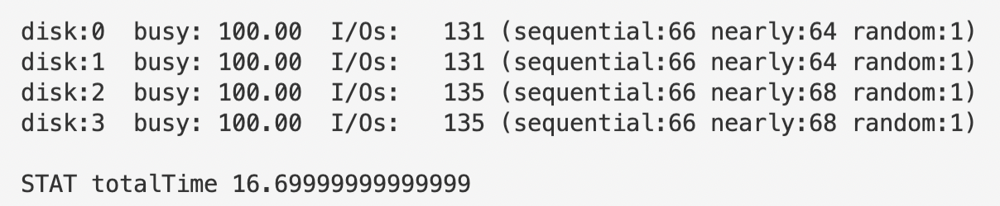 disk:0  busy: 100.00  I/Os:   131 (sequential:66 nearly:64 random:1)
disk:1  busy: 100.00  I/Os:   131 (sequential:66 nearly:64 random:1)
disk:2  busy: 100.00  I/Os:   135 (sequential:66 nearly:68 random:1)
disk:3  busy: 100.00  I/Os:   135 (sequential:66 nearly:68 random:1)
STAT totalTime 16.69999999999999